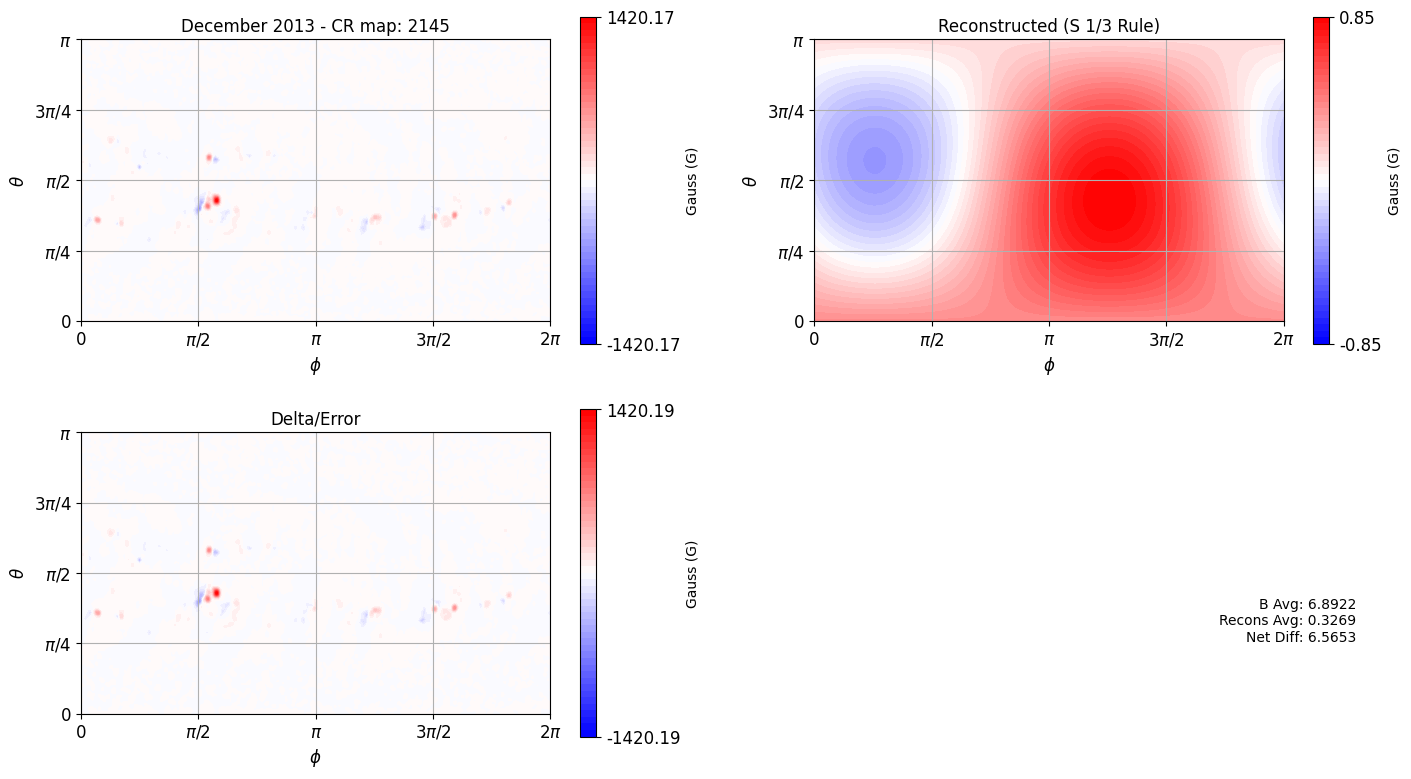 December 2013 - CR map: 2145
π
3π/4
π/2
π/4
0
θ
0
π/2
π
3π/2
2π
ϕ
1420.17
-1420.17
Gauss (G)
Reconstructed (S 1/3 Rule)
π
3π/4
π/2
π/4
0
θ
0
π/2
π
3π/2
2π
ϕ
0.85
-0.85
Gauss (G)
Delta/Error
π
3π/4
π/2
π/4
0
θ
0
π/2
π
3π/2
2π
ϕ
1420.19
-1420.19
Gauss (G)
B Avg: 6.8922
Recons Avg: 0.3269
Net Diff: 6.5653